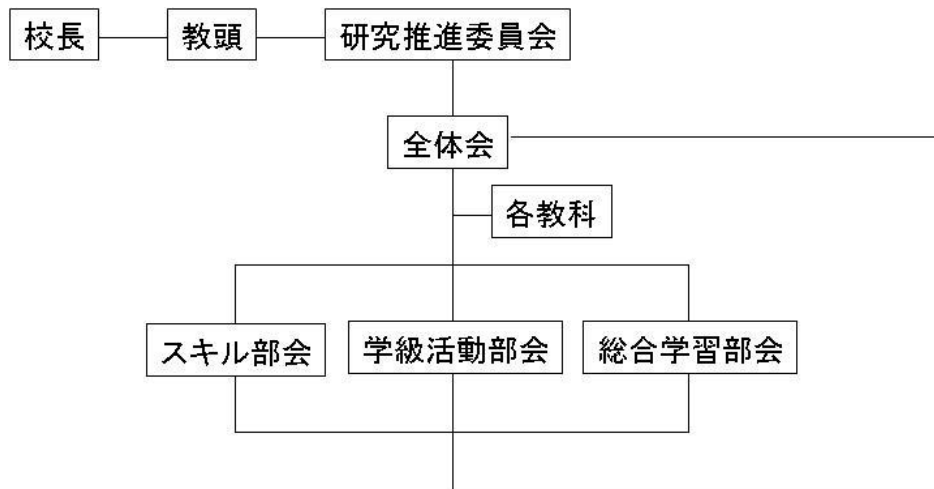 校長
教頭
研究推進委員会
全体会
各教科
スキル部会
学級活動部会
総合学習部会